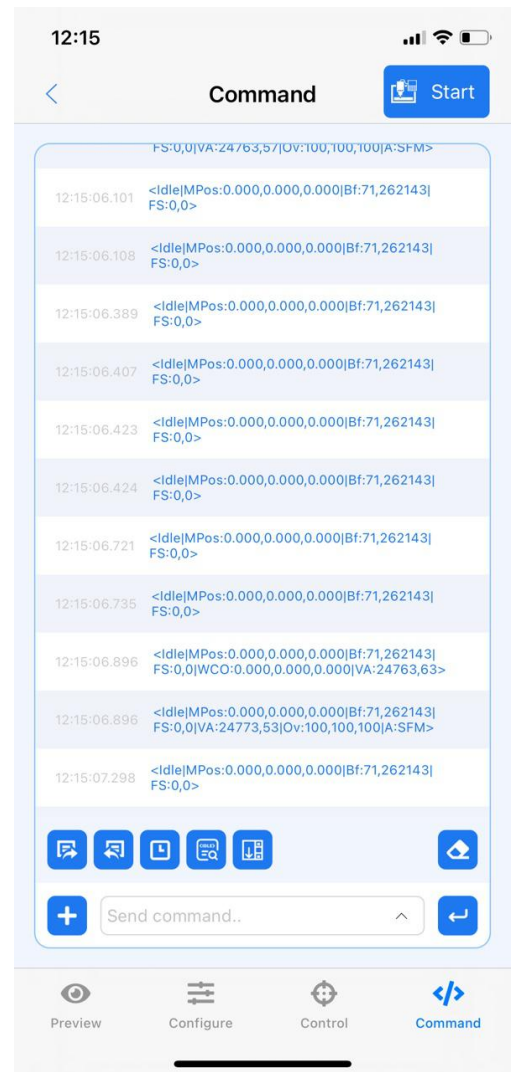 12:15
Command
Start
FS:0,0|VA:24763,57|Ov:100,100,100|A:SFM>
12:15:06.101
<Idle|MPos:0.000,0.000,0.000|Bf:71,262143|
FS:0,0>
12:15:06.108
<Idle|MPos:0.000,0.000,0.000|Bf:71,262143|
FS:0,0>
12:15:06.389
<Idle|MPos:0.000,0.000,0.000|Bf:71,262143|
FS:0,0>
12:15:06.407
<Idle|MPos:0.000,0.000,0.000|Bf:71,262143|
FS:0,0>
12:15:06.423
<Idle|MPos:0.000,0.000,0.000|Bf:71,262143|
FS:0,0>
12:15:06.424
<Idle|MPos:0.000,0.000,0.000|Bf:71,262143|
FS:0,0>
12:15:06.721
<Idle|MPos:0.000,0.000,0.000|Bf:71,262143|
FS:0,0>
12:15:06.735
<Idle|MPos:0.000,0.000,0.000|Bf:71,262143|
FS:0,0>
12:15:06.896
<Idle|MPos:0.000,0.000,0.000|Bf:71,262143|
FS:0,0|WCO:0.000,0.000,0.000|VA:24763,63>
12:15:06.896
<Idle|MPos:0.000,0.000,0.000|Bf:71,262143|
FS:0,0|VA:24773,53|Ov:100,100,100|A:SFM>
12:15:07.298
<Idle|MPos:0.000,0.000,0.000|Bf:71,262143|
FS:0,0>
Send command..
Preview
Configure
Control
Command